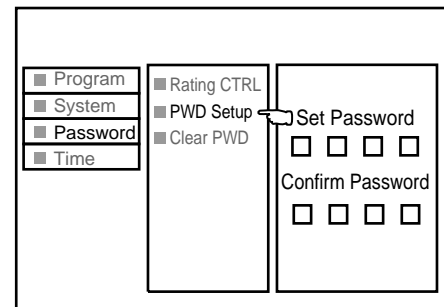 Program
System
Password
Time
Rating CTRL
PWD Setup
Clear PWD
Set Password
Confirm Password